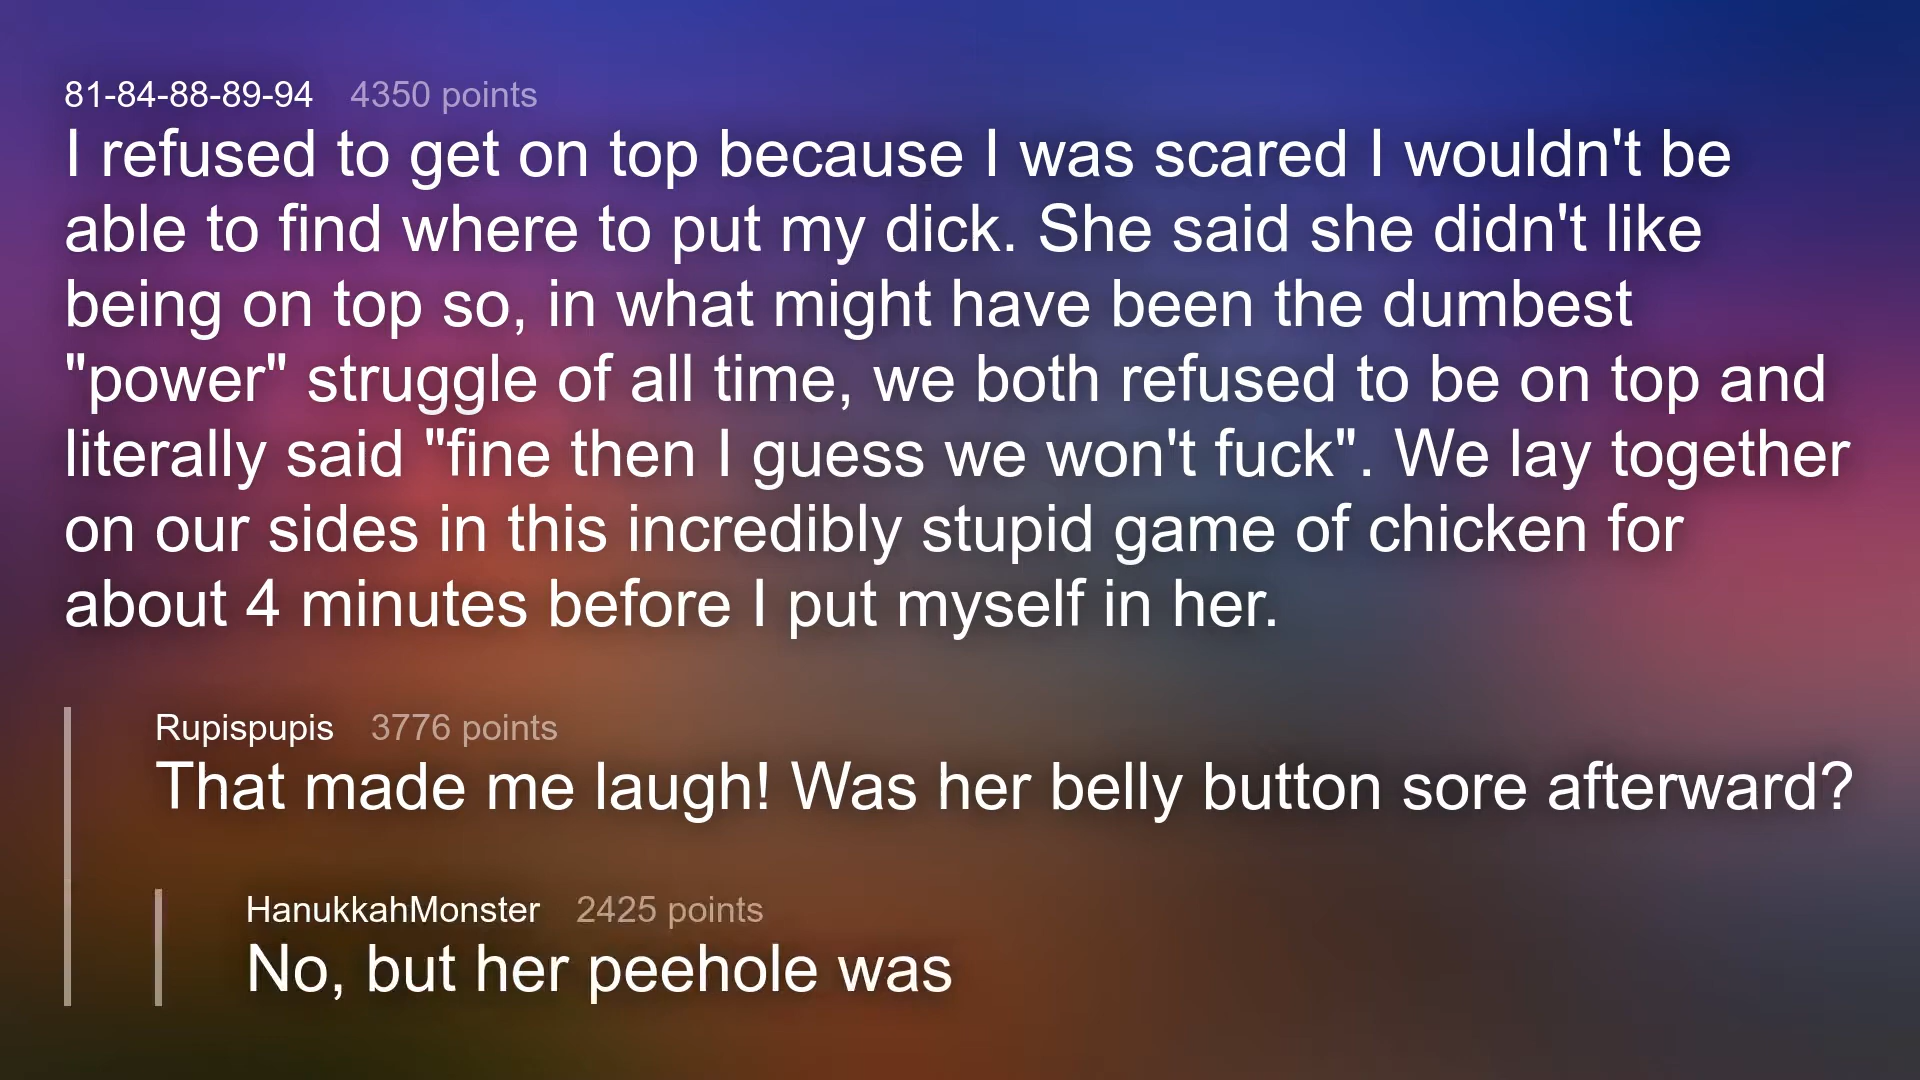 81-84-88-89-94 4350 points
I refused to get on top because I was scared I wouldn't be
able to find where to put my dick. She said she didn't like
being on top so, in what might have been the dumbest
"power" struggle of all time, we both refused to be on top and
literally said "fine then I guess we won't fuck". We lay together
on our sides in this incredibly stupid game of chicken for
about 4 minutes before I put myself in her.
Rupispupis 3776 points
That made me laugh! Was her belly button sore afterward?
HanukkahMonster 2425 points
No, but her peehole was